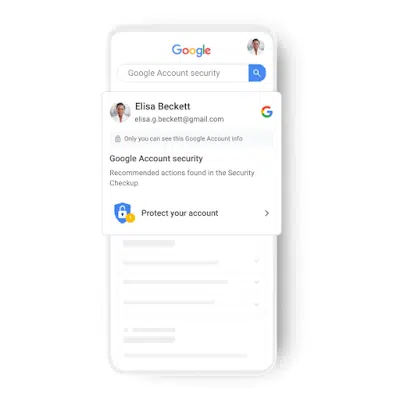 Google
Google Account security
Elisa Beckett
elisa.g.beckett@gmail.com
G
Only you can see this Google Account info
Google Account security
Recommended actions found in the Security
Checkup
Protect your account